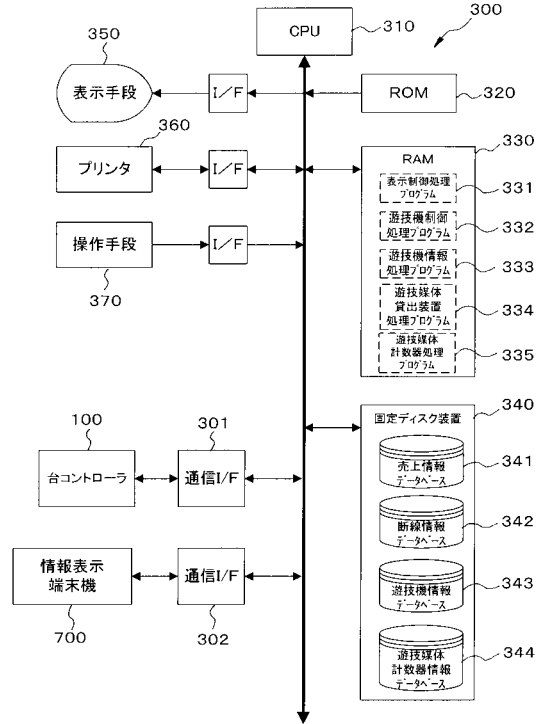 CPU
310
300
350
表示手段
I/F
ROM
320
360
プリンタ
I/F
330
RAM
表示制御処理
プログラム
331
遊技機制御
処理プログラム
332
遊技機情報
処理プログラム
333
遊技媒体
貸出装置
処理プログラム
334
遊技媒体
計数器処理
プログラム
335
操作手段
I/F
370
340
固定ディスク装置
売上情報
データベース
341
断線情報
データベース
342
遊技機情報
データベース
343
遊技媒体
計数器情報
データベース
344
100
台コントローラ
301
通信I/F
情報表示
端末機
700
通信I/F
302